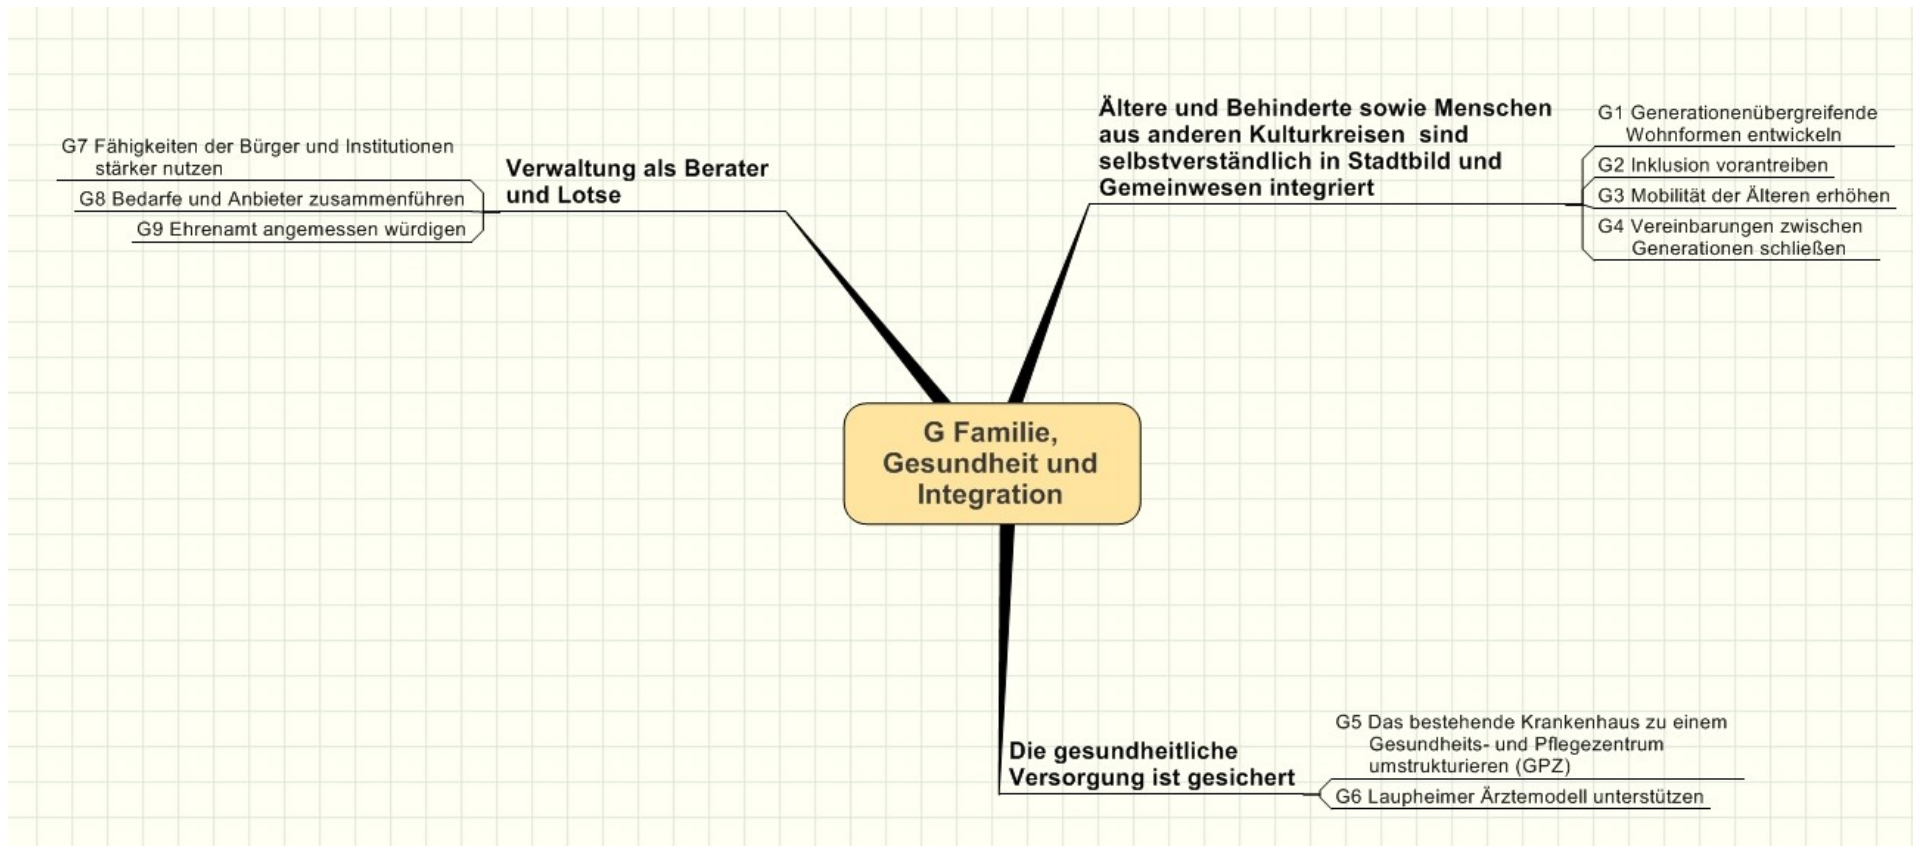 G Familie,
Gesundheit und
Integration
Ältere und Behinderte sowie Menschen
aus anderen Kulturkreisen sind
selbstverständlich in Stadtbild und
Gemeinwesen integriert
G1 Generationenübergreifende
Wohnformen entwickeln
G2 Inklusion vorantreiben
G3 Mobilität der Älteren erhöhen
G4 Vereinbarungen zwischen
Generationen schließen
Die gesundheitliche
Versorgung ist gesichert
G5 Das bestehende Krankenhaus zu einem
Gesundheits- und Pflegezentrum
umstrukturieren (GPZ)
G6 Laupheimer Ärztemodell unterstützen
Verwaltung als Berater
und Lotse
G7 Fähigkeiten der Bürger und Institutionen
stärker nutzen
G8 Bedarfe und Anbieter zusammenführen
G9 Ehrenamt angemessen würdigen